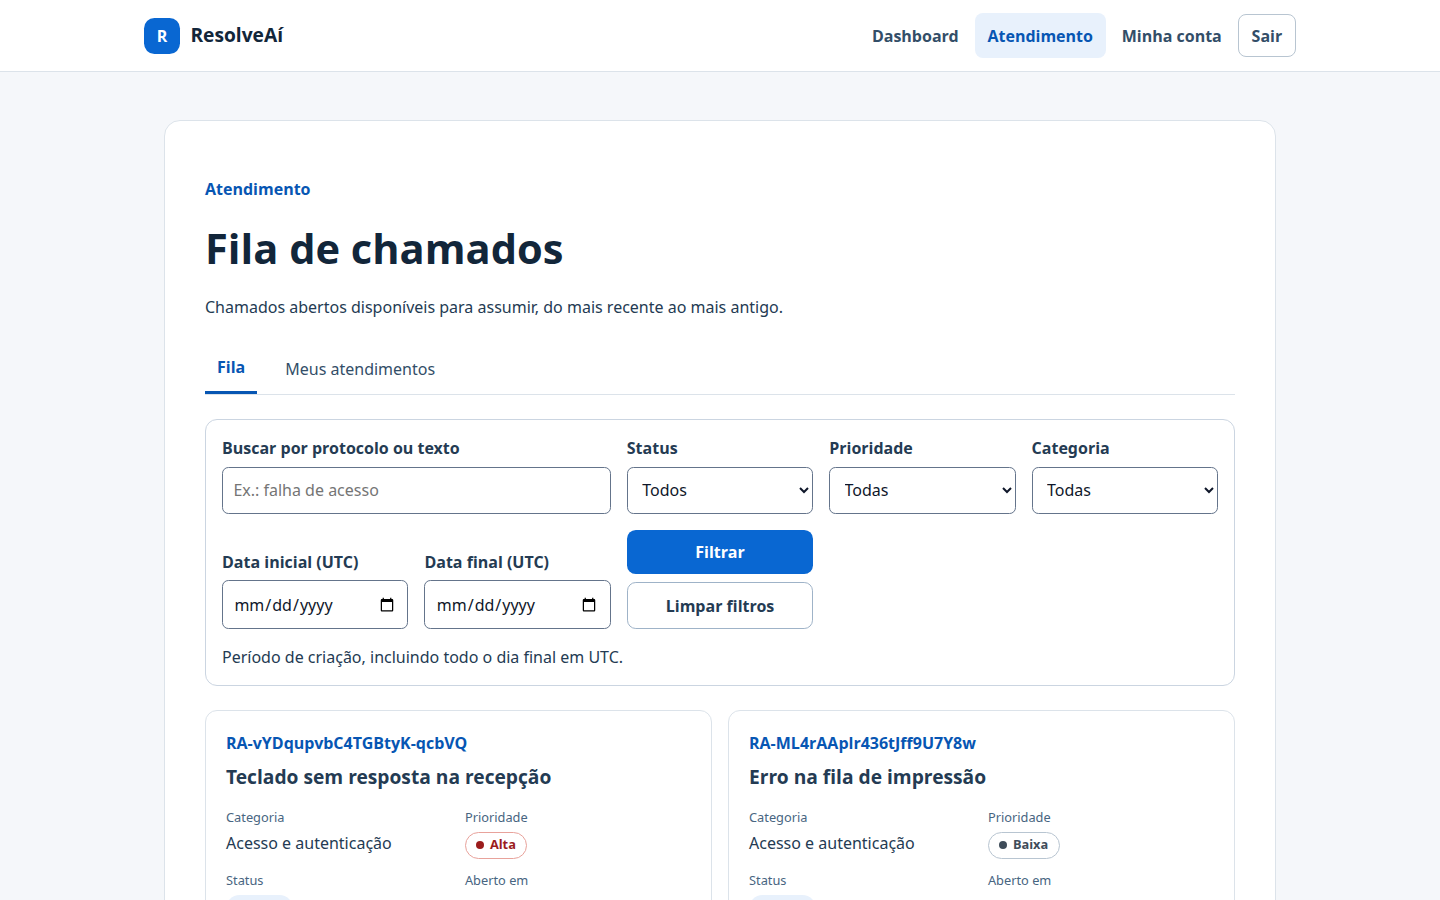 R ResolveAí Dashboard Atendimento Minha conta Sair
Atendimento
Fila de chamados
Chamados abertos disponíveis para assumir, do mais recente ao mais antigo.
Fila Meus atendimentos
Buscar por protocolo ou texto Status Prioridade Categoria
Ex.: falha de acesso Todos Todas Todas
Filtrar
Data inicial (UTC) Data final (UTC)
mm/dd/yyyy mm/dd/yyyy Limpar filtros
Período de criação, incluindo todo o dia final em UTC.
RA-vYDqupvbC4TGBtyK-qcbVQ
Teclado sem resposta na recepção
Categoria Prioridade
Acesso e autenticação Alta
Status Aberto em
RA-ML4rAAplr436tJff9U7Y8w
Erro na fila de impressão
Categoria Prioridade
Acesso e autenticação Baixa
Status Aberto em